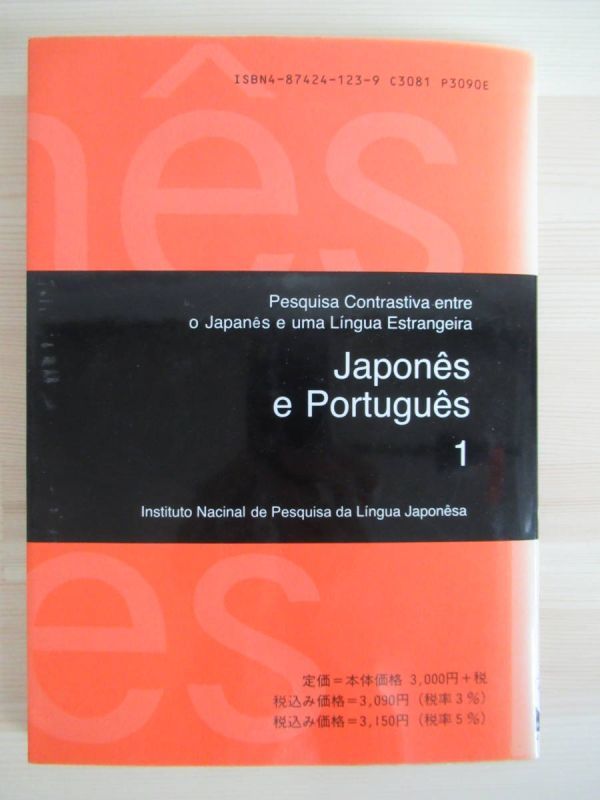 ISBN4-87424-123-9 C3081 P3090E
nês
Pesquisa Contrastiva entre
o Japanês e uma Língua Estrangeira
Japonês
e Português
1
Instituto Nacinal de Pesquisa da Língua Japonêsa
es
定価＝本体価格 3,000円＋税
税込み価格＝3,090円（税率3％）
税込み価格＝3,150円（税率5％）